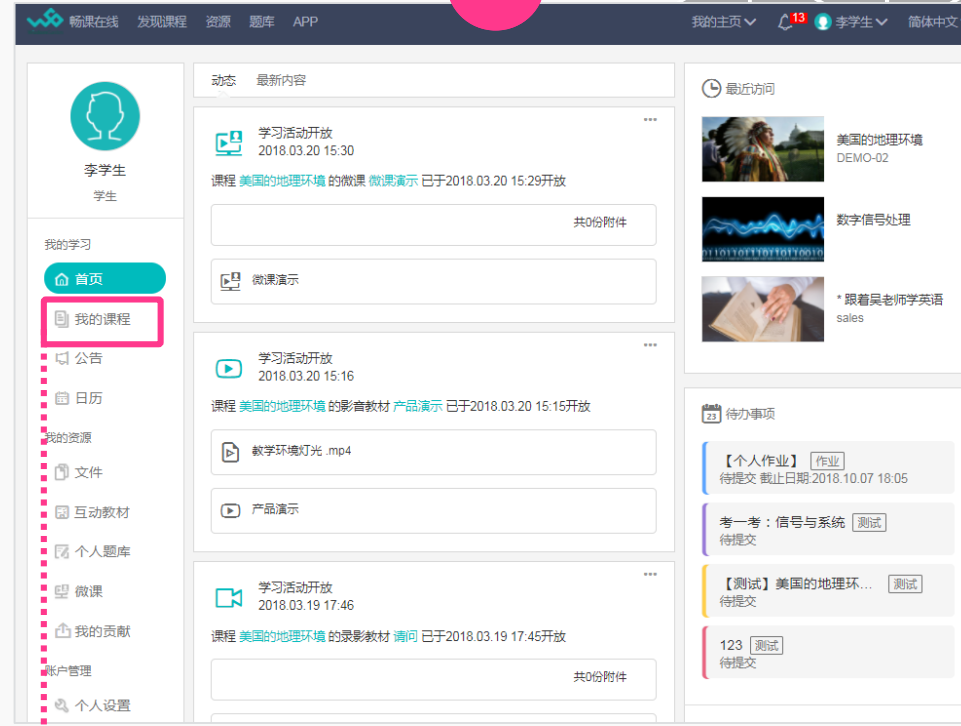 畅课在线 发现课程 资源 题库 APP 我的主页 13 李学生 简体中文
李学生
学生
我的学习
首页
我的课程
公告
日历
我的资源
文件
互动教材
个人题库
微课
我的贡献
账户管理
个人设置
动态 最新内容
学习活动开放
2018.03.20 15:30
课程 美国的地理环境 的微课 微课演示 已于2018.03.20 15:29开放
共0份附件
微课演示
学习活动开放
2018.03.20 15:16
课程 美国的地理环境 的影音教材 产品演示 已于2018.03.20 15:15开放
教学环境灯光 .mp4
产品演示
学习活动开放
2018.03.19 17:46
课程 美国的地理环境 的录影教材 请问 已于2018.03.19 17:45开放
共0份附件
最近访问
美国的地理环境
DEMO-02
数字信号处理
* 跟着吴老师学英语
sales
23 待办事项
【个人作业】 作业
待提交 截止日期:2018.10.07 18:05
考一考：信号与系统 测试
待提交
【测试】美国的地理环... 测试
待提交
123 测试
待提交